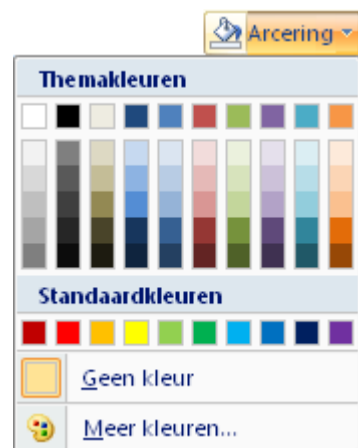 Arcering
Themakleuren
Standaardkleuren
Geen kleur
Meer kleuren...